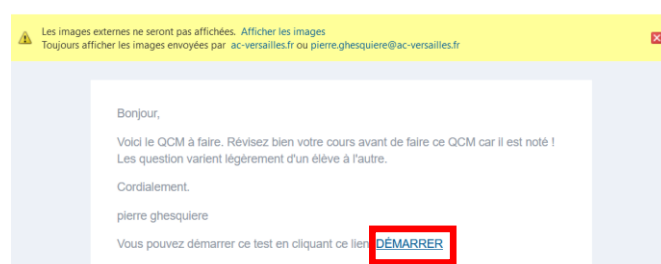 Les images externes ne seront pas affichées. Afficher les images
Toujours afficher les images envoyées par ac-versailles.fr ou pierre.ghesquiere@ac-versailles.fr
Bonjour,
Voici le QCM à faire. Révisez bien votre cours avant de faire ce QCM car il est noté !
Les question varient légèrement d'un élève à l'autre.
Cordialement.
pierre ghesquiere
Vous pouvez démarrer ce test en cliquant ce lien DÉMARRER